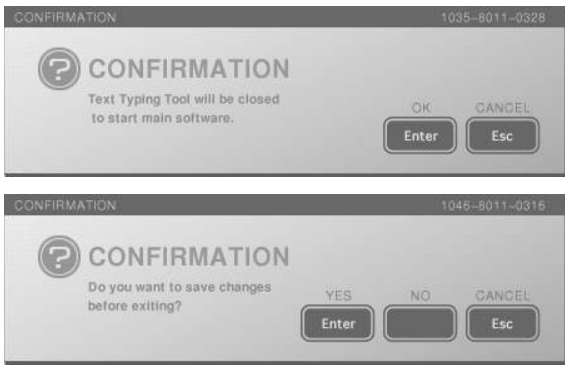 CONFIRMATION 1035-8011-0328
? CONFIRMATION
Text Typing Tool will be closed
to start main software.
OK CANCEL
Enter Esc
CONFIRMATION 1046-8011-0316
? CONFIRMATION
Do you want to save changes
before exiting?
YES NO CANCEL
Enter Esc